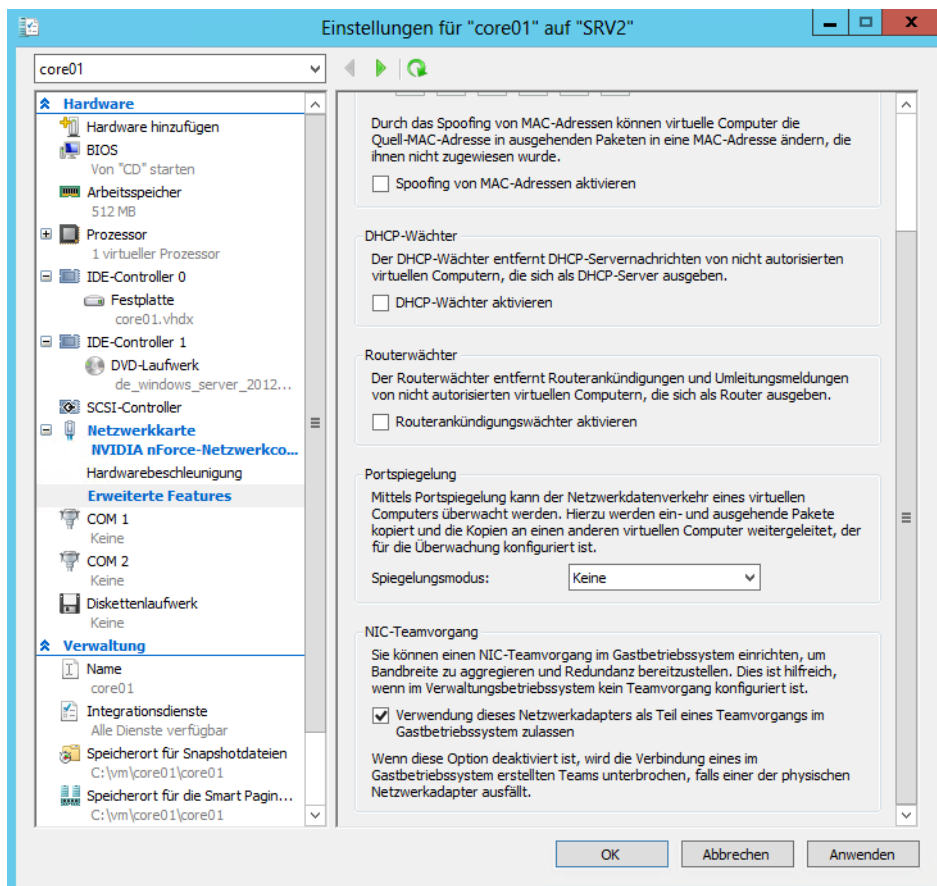 Einstellungen für "core01" auf "SRV2"
core01
Hardware
Hardware hinzufügen
BIOS
Von "CD" starten
Arbeitsspeicher
512 MB
Prozessor
1 virtueller Prozessor
IDE-Controller 0
Festplatte
core01.vhdx
IDE-Controller 1
DVD-Laufwerk
de_windows_server_2012...
SCSI-Controller
Netzwerkkarte
NVIDIA nForce-Netzwerkco...
Hardwarebeschleunigung
Erweiterte Features
COM 1
Keine
COM 2
Keine
Diskettenlaufwerk
Keine
Verwaltung
Name
core01
Integrationsdienste
Alle Dienste verfügbar
Speicherort für Snapshotdateien
C:\vm\core01\core01
Speicherort für die Smart Pagin...
C:\vm\core01\core01
Durch das Spoofing von MAC-Adressen können virtuelle Computer die
Quell-MAC-Adresse in ausgehenden Paketen in eine MAC-Adresse ändern, die
ihnen nicht zugewiesen wurde.
Spoofing von MAC-Adressen aktivieren
DHCP-Wächter
Der DHCP-Wächter entfernt DHCP-Servernachrichten von nicht autorisierten
virtuellen Computern, die sich als DHCP-Server ausgeben.
DHCP-Wächter aktivieren
Routerwächter
Der Routerwächter entfernt Routerankündigungen und Umleitungsmeldungen
von nicht autorisierten virtuellen Computern, die sich als Router ausgeben.
Routerankündigungswächter aktivieren
Portspiegelung
Mittels Portspiegelung kann der Netzwerkdatenverkehr eines virtuellen
Computers überwacht werden. Hierzu werden ein- und ausgehende Pakete
kopiert und die Kopien an einen anderen virtuellen Computer weitergeleitet, der
für die Überwachung konfiguriert ist.
Spiegelungsmodus: Keine
NIC-Teamvorgang
Sie können einen NIC-Teamvorgang im Gastbetriebssystem einrichten, um
Bandbreite zu aggregieren und Redundanz bereitzustellen. Dies ist hilfreich,
wenn im Verwaltungsbetriebssystem kein Teamvorgang konfiguriert ist.
Verwendung dieses Netzwerkadapters als Teil eines Teamvorgangs im
Gastbetriebssystem zulassen
Wenn diese Option deaktiviert ist, wird die Verbindung eines im
Gastbetriebssystem erstellten Teams unterbrochen, falls einer der physischen
Netzwerkadapter ausfällt.
OK Abbrechen Anwenden